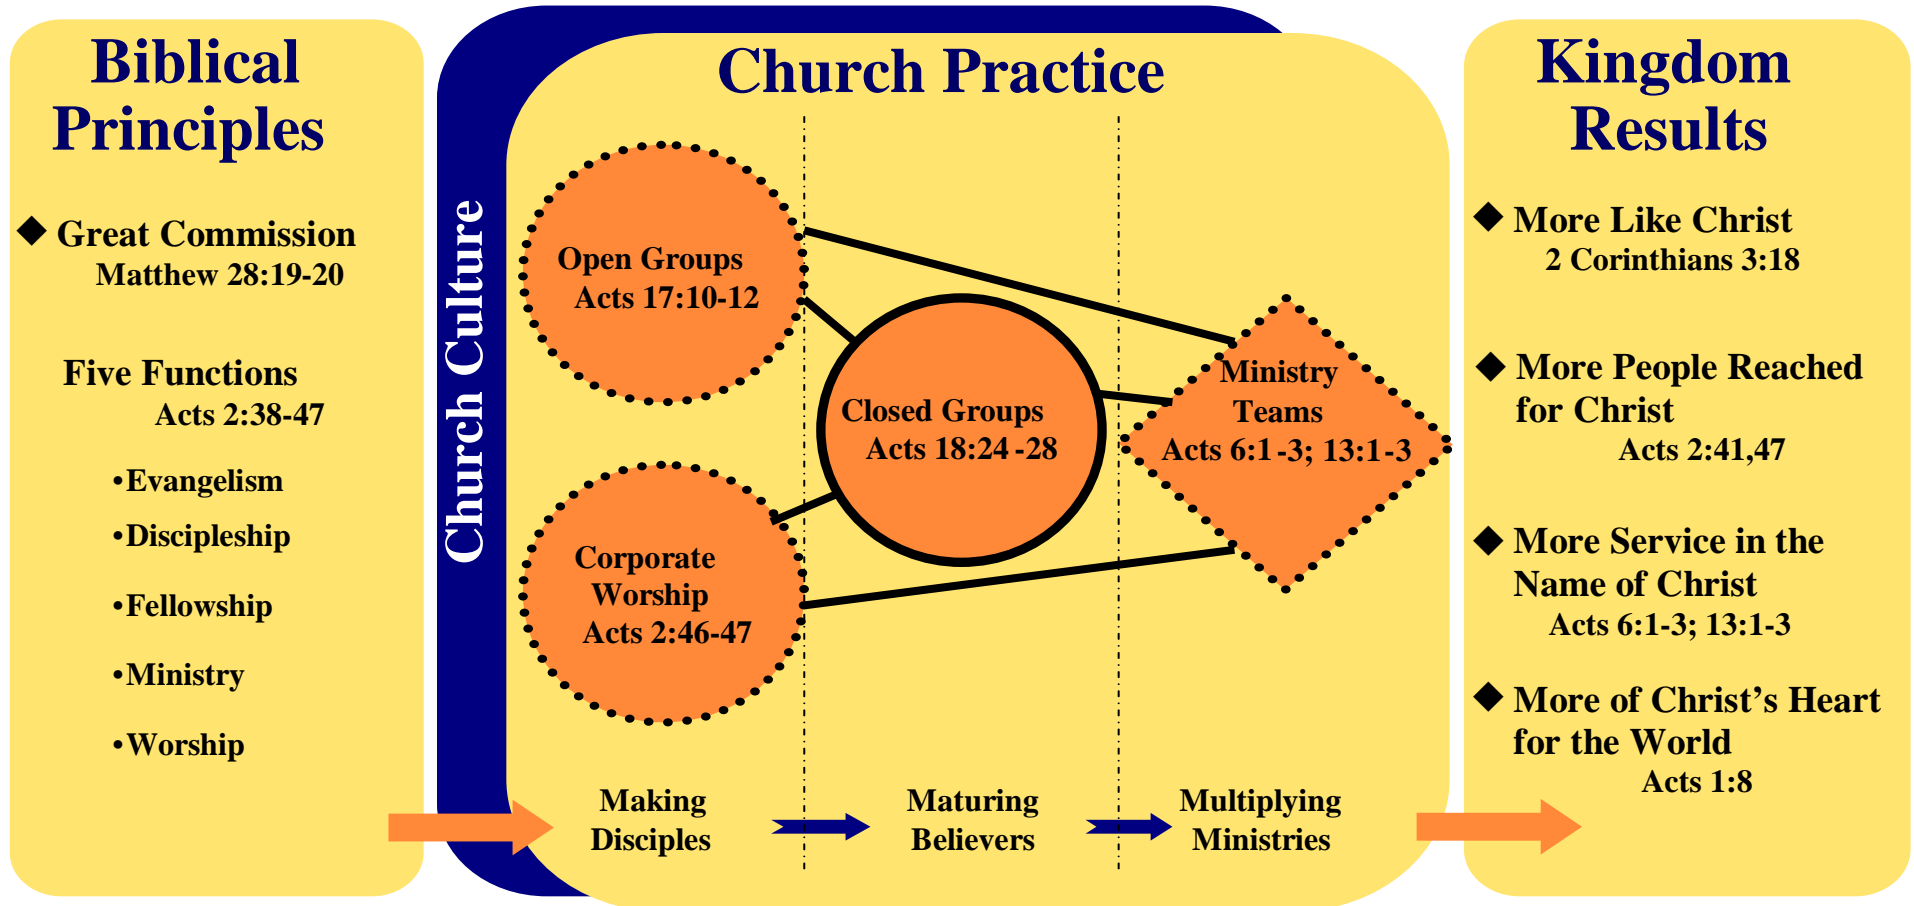 Biblical
Principles
◆ Great Commission
Matthew 28:19-20
Five Functions
Acts 2:38-47
•Evangelism
•Discipleship
•Fellowship
•Ministry
•Worship
Church Culture
Church Practice
Open Groups
Acts 17:10-12
Closed Groups
Acts 18:24-28
Ministry
Teams
Acts 6:1-3; 13:1-3
Corporate
Worship
Acts 2:46-47
Making
Disciples
Maturing
Believers
Multiplying
Ministries
Kingdom
Results
◆ More Like Christ
2 Corinthians 3:18
◆ More People Reached
for Christ
Acts 2:41,47
◆ More Service in the
Name of Christ
Acts 6:1-3; 13:1-3
◆ More of Christ’s Heart
for the World
Acts 1:8